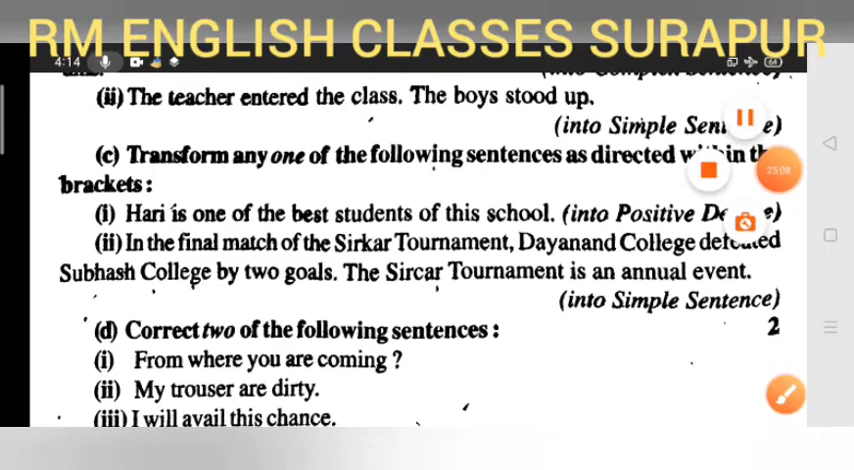 RM ENGLISH CLASSES SURAPUR
4:14
64
(ii) The teacher entered the class. The boys stood up.
(into Simple
(c) Transform any one of the following sentences as directed
brackets :
25:08
(i) Hari is one of the best students of this school. (into Positive
(ii) In the final match of the Sirkar Tournament, Dayanand College defeated
Subhash College by two goals. The Sircar Tournament is an annual event.
(into Simple Sentence)
(d) Correct two of the following sentences : 2
(i) From where you are coming ?
(ii) My trouser are dirty.
(iii) I will avail this chance.